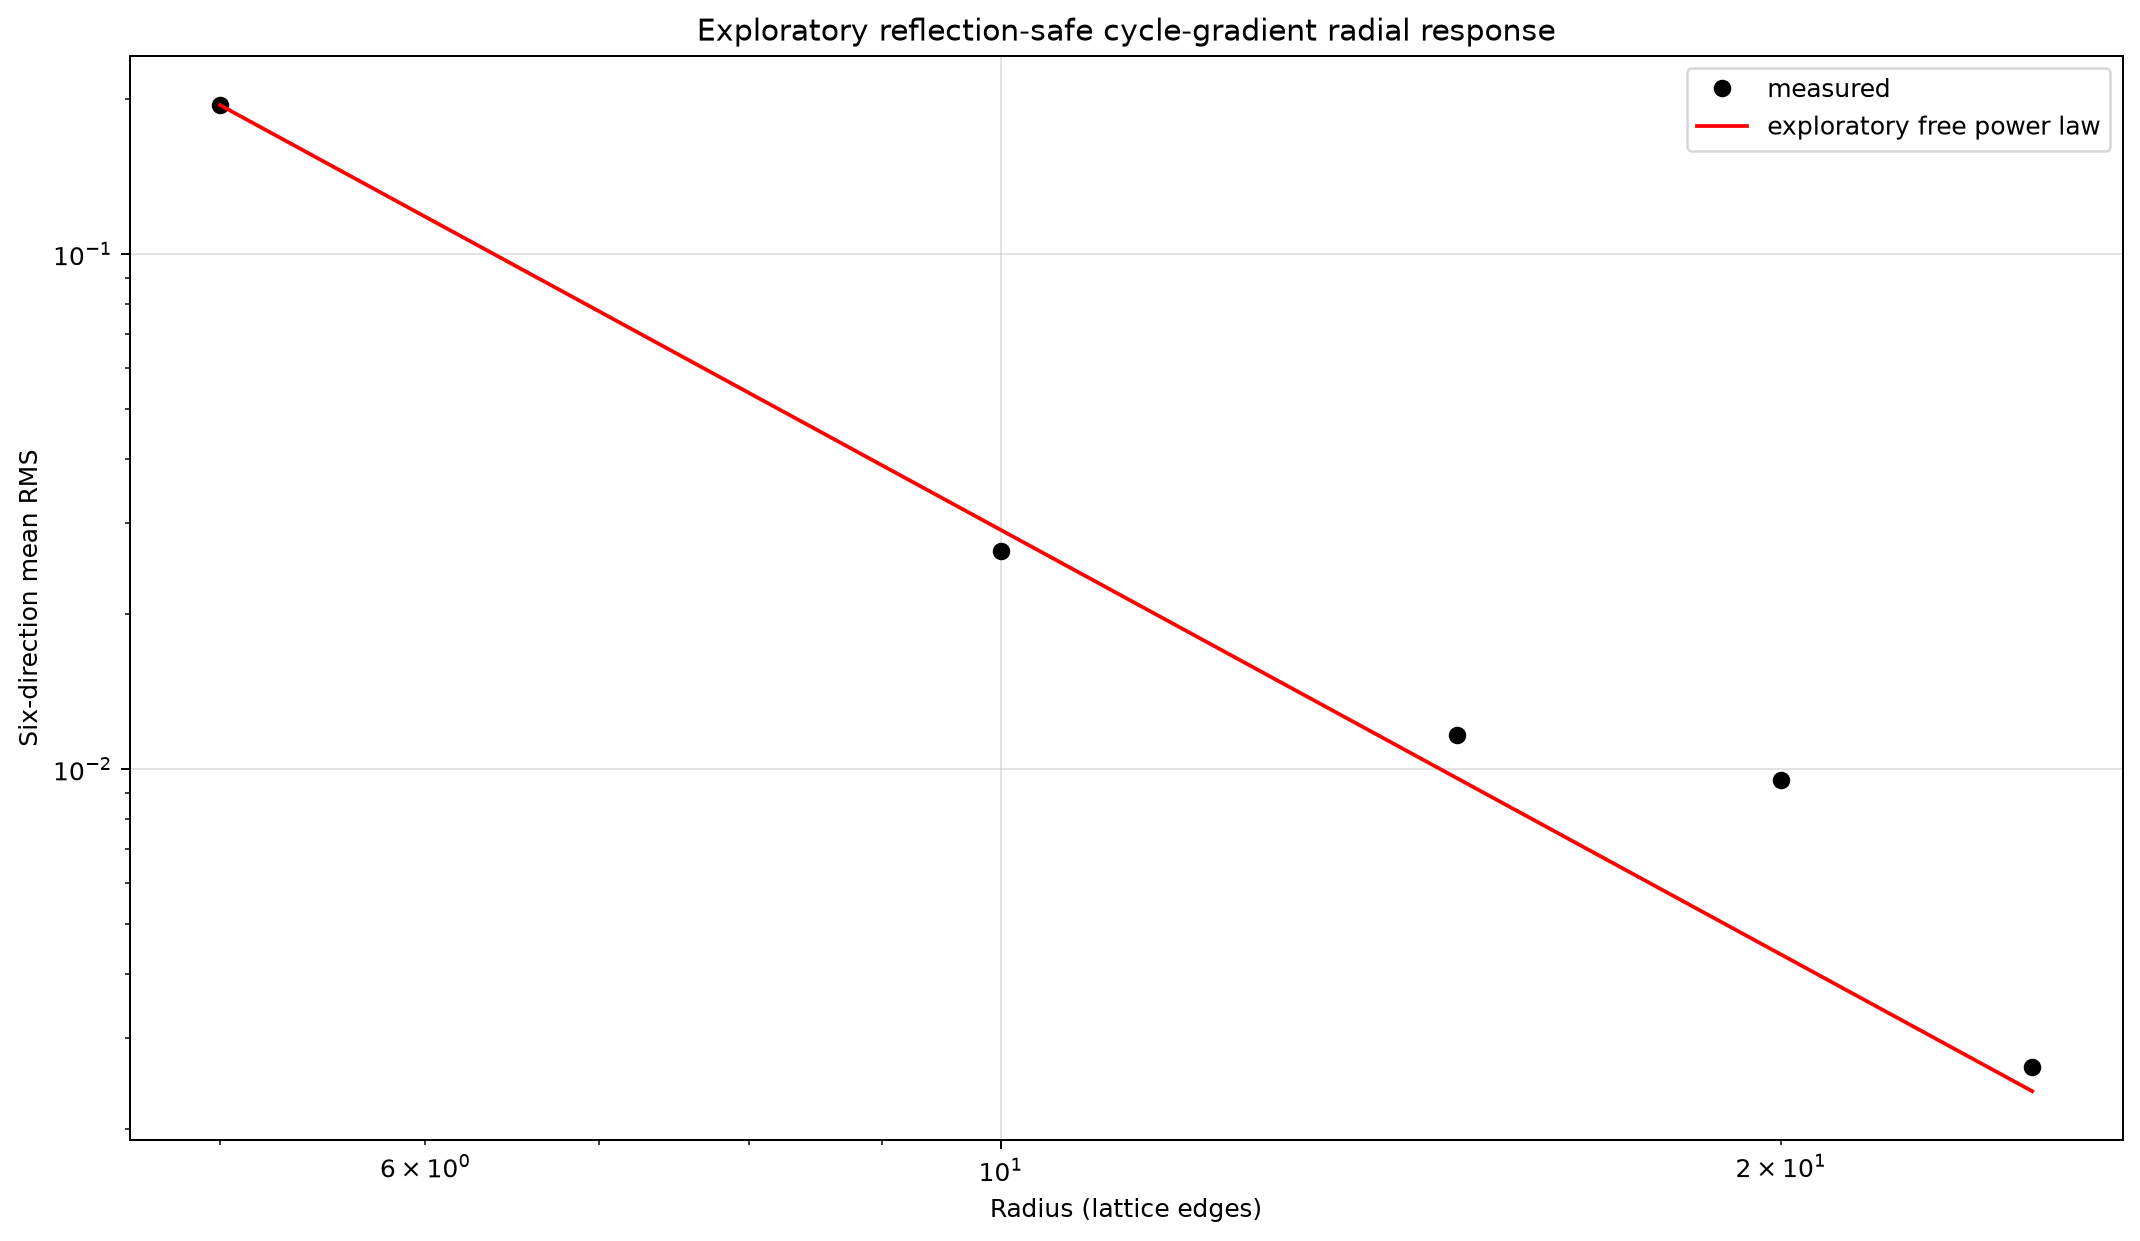 Exploratory reflection-safe cycle-gradient radial response
measured
exploratory free power law
10⁻¹
10⁻²
Six-direction mean RMS
6 × 10⁰
10¹
2 × 10¹
Radius (lattice edges)